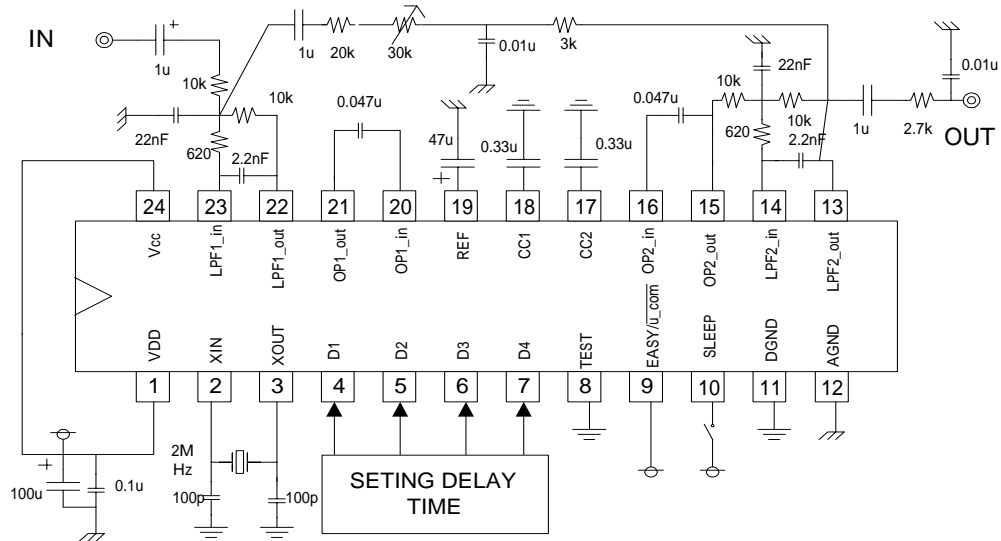 IN
1u
+
10k
1u
20k
30k
0.01u
3k
22nF
0.01u
10k
22nF
620
2.2nF
0.047u
47u
+
0.33u
0.33u
0.047u
10k
10k
620
2.2nF
1u
2.7k
OUT
24 23 22 21 20 19 18 17 16 15 14 13
Vcc LPF1_in LPF1_out OP1_out OP1_in REF CC1 CC2 OP2_in OP2_out LPF2_in LPF2_out
VDD XIN XOUT D1 D2 D3 D4 TEST EASY/u_com SLEEP DGND AGND
1 2 3 4 5 6 7 8 9 10 11 12
+
100u
0.1u
2M
Hz
100p
100p
SETING DELAY
TIME